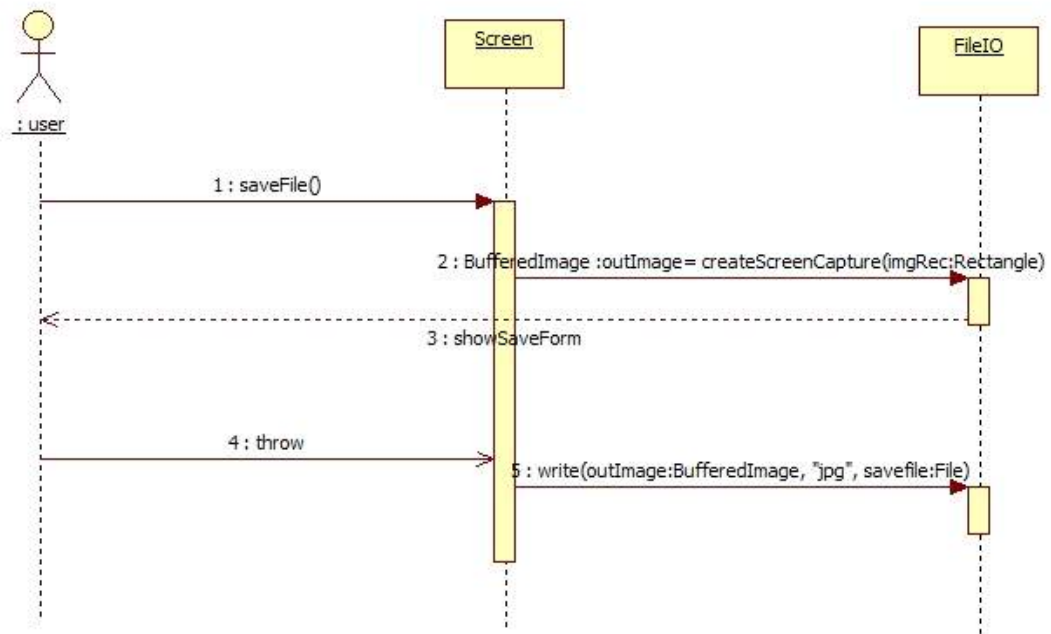 Screen
FileIO
: user
1 : saveFile()
2 : BufferedImage :outImage= createScreenCapture(imgRec:Rectangle)
3 : showSaveForm
4 : throw
5 : write(outImage:BufferedImage, "jpg", savefile:File)